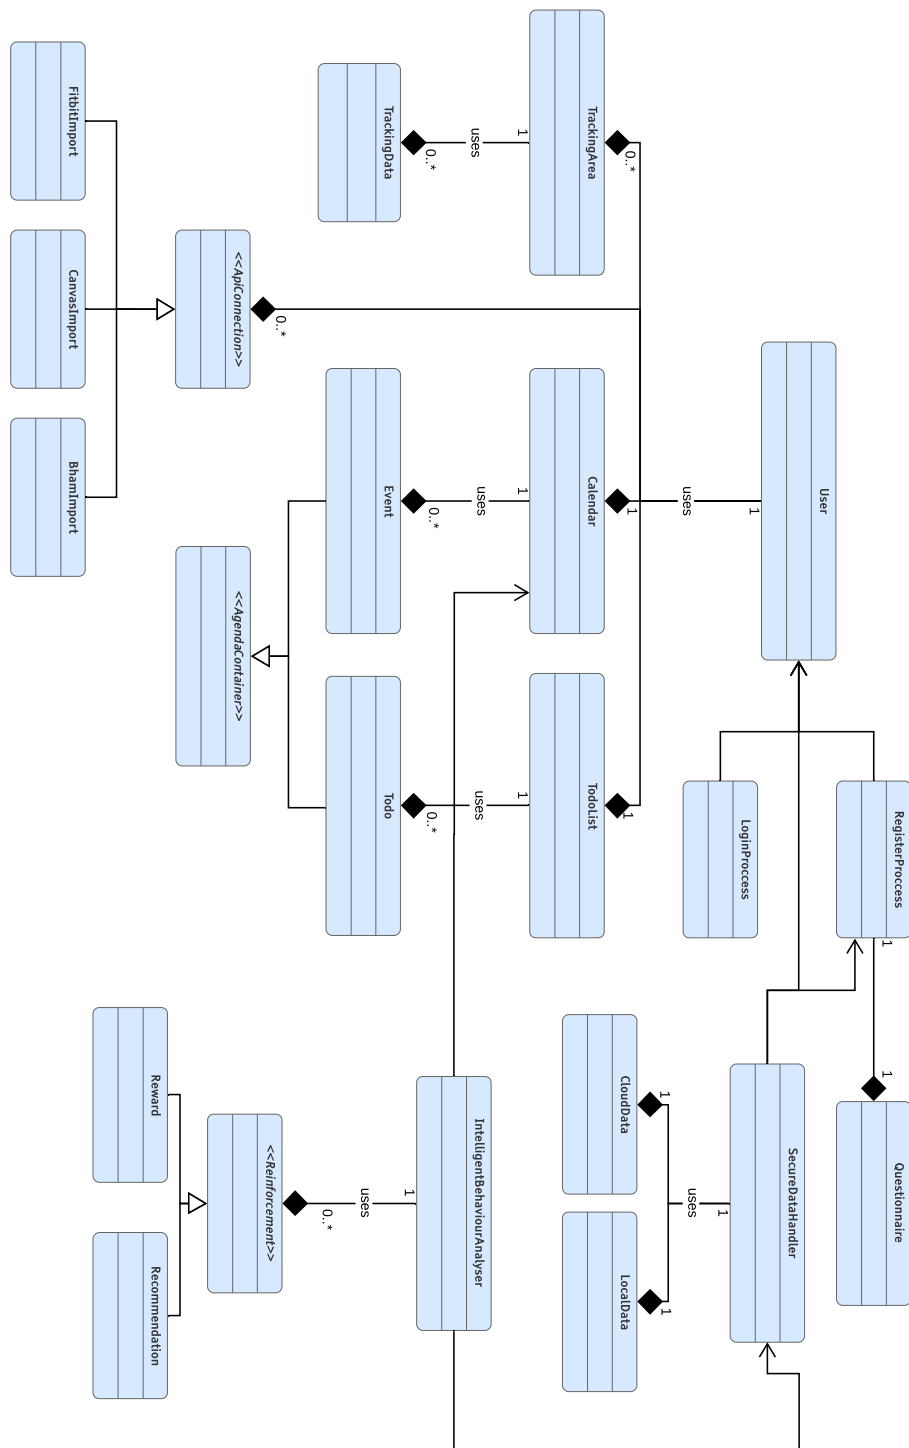 RegisterProccess
Questionnaire
1
1
User
SecureDataHandler
1
LoginProccess
1
uses
uses
1
1
0..*
1
1
CloudData
LocalData
TrackingArea
Calendar
TodoList
1
1
1
uses
uses
uses
IntelligentBehaviourAnalyser
0..*
0..*
0..*
1
TrackingData
Event
Todo
uses
0..*
0..*
<<Reinforcement>>
<<ApiConnection>>
<<AgendaContainer>>
Reward
Recommendation
FitbitImport
CanvasImport
BhamImport